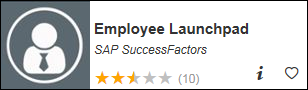 Employee Launchpad
SAP SuccessFactors
(10) i